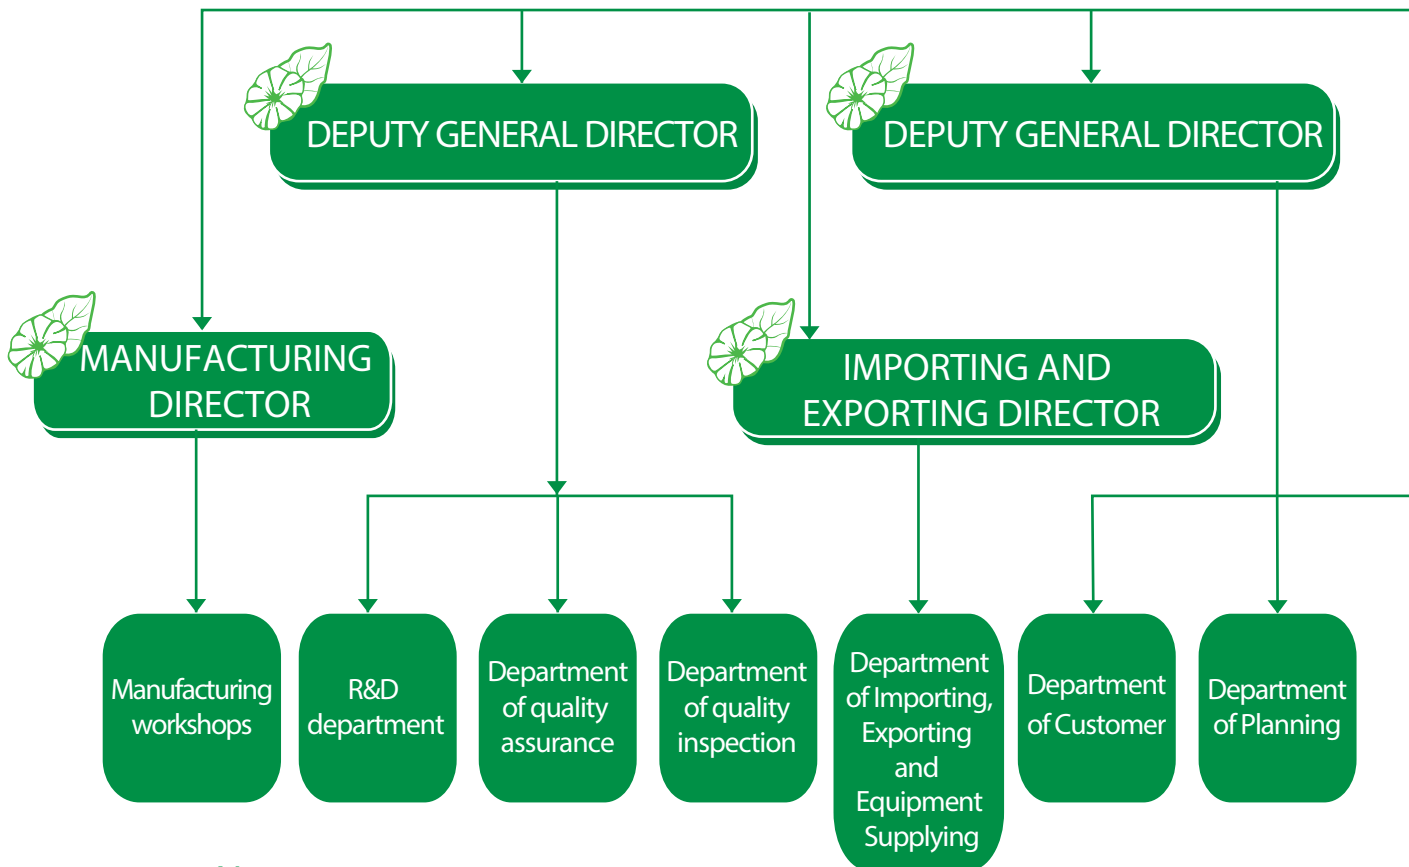 DEPUTY GENERAL DIRECTOR
DEPUTY GENERAL DIRECTOR
MANUFACTURING
DIRECTOR
IMPORTING AND
EXPORTING DIRECTOR
Manufacturing
workshops
R&D
department
Department
of quality
assurance
Department
of quality
inspection
Department
of Importing,
Exporting
and
Equipment
Supplying
Department
of Customer
Department
of Planning